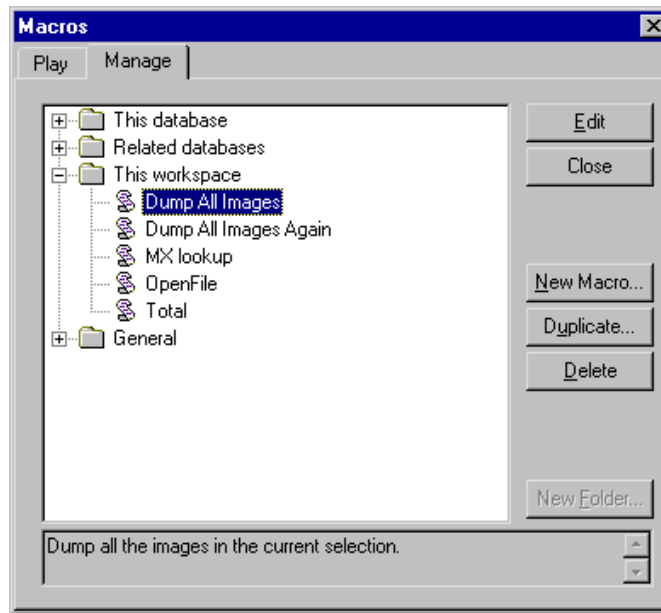 Macros
Play
Manage
This database
Related databases
This workspace
Dump All Images
Dump All Images Again
MX lookup
OpenFile
Total
General
Edit
Close
New Macro...
Duplicate...
Delete
New Folder...
Dump all the images in the current selection.